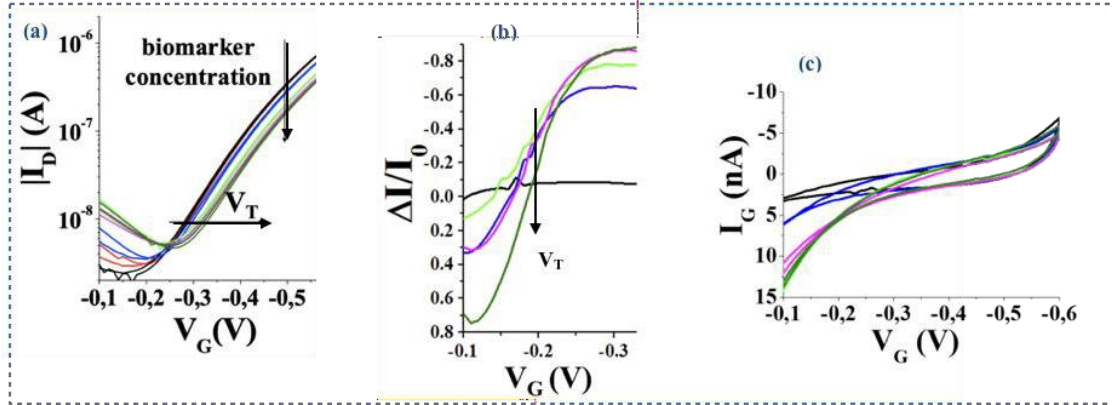 (a)
10⁻⁶
10⁻⁷
10⁻⁸
|I_D| (A)
biomarker
concentration
V_T
-0,1 -0,2 -0,3 -0,4 -0,5
V_G(V)
(b)
-0.8
-0.6
-0.4
-0.2
0.0
0.2
0.4
0.6
0.8
ΔI/I₀
V_T
-0.1 -0.2 -0.3
V_G (V)
(c)
-10
-5
0
5
10
15
I_G (nA)
-0,1 -0,2 -0,3 -0,4 -0,5 -0,6
V_G (V)